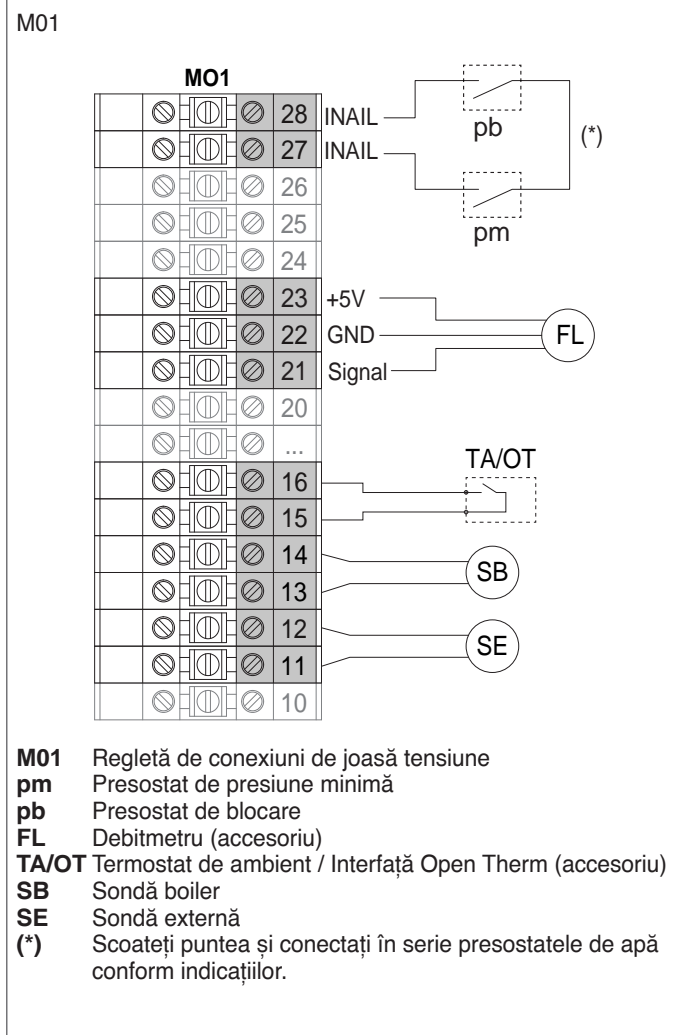 M01
MO1
28 INAIL
pb
(*)
27 INAIL
26
25
pm
24
23 +5V
22 GND
FL
21 Signal
20
...
TA/OT
16
15
14
SB
13
12
SE
11
10
M01 Regletă de conexiuni de joasă tensiune
pm Presostat de presiune minimă
pb Presostat de blocare
FL Debitmetru (accesoriu)
TA/OT Termostat de ambient / Interfață Open Therm (accesoriu)
SB Sondă boiler
SE Sondă externă
(*) Scoateți puntea și conectați în serie presostatele de apă
conform indicațiilor.